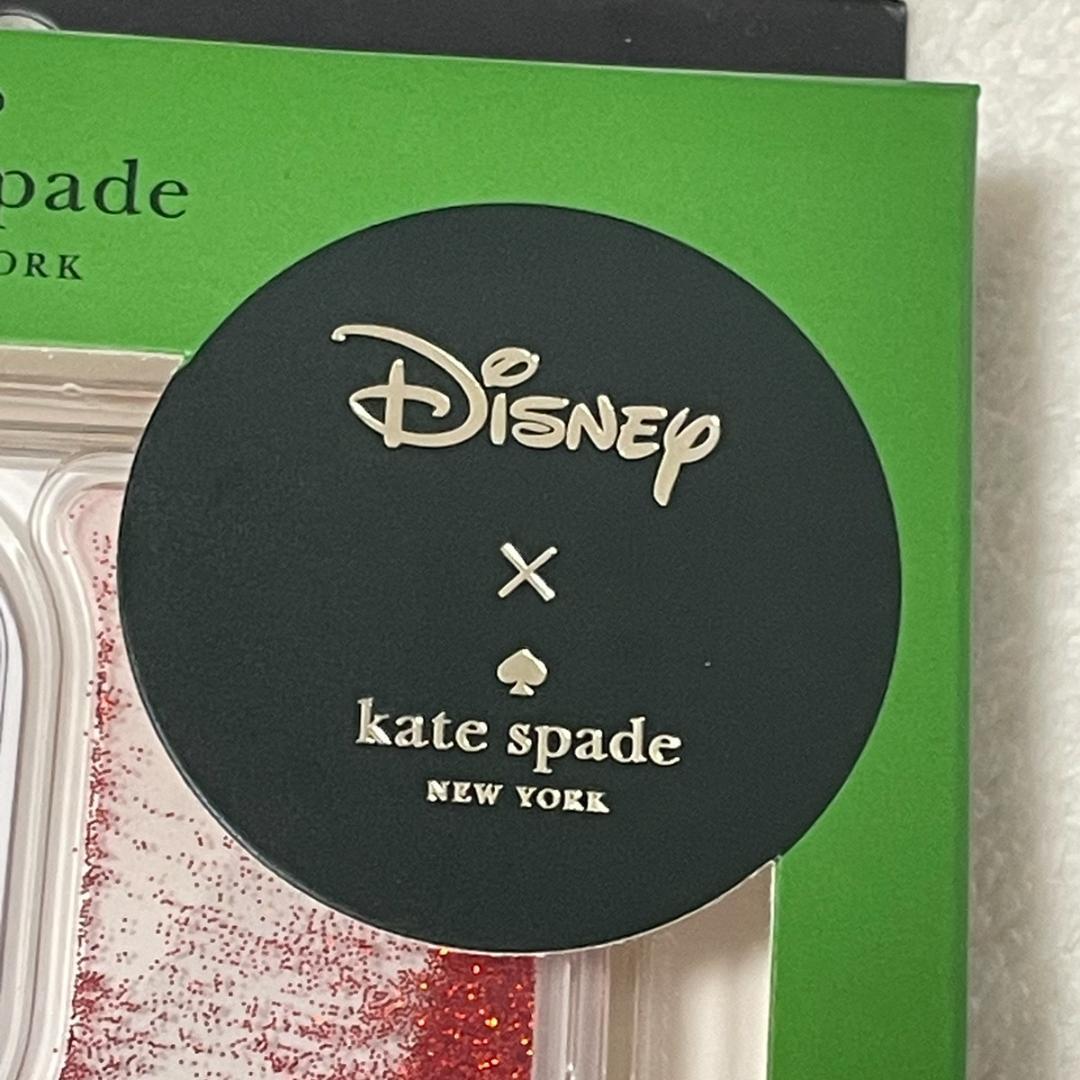 pade
ORK
Disney
×
kate spade
NEW YORK